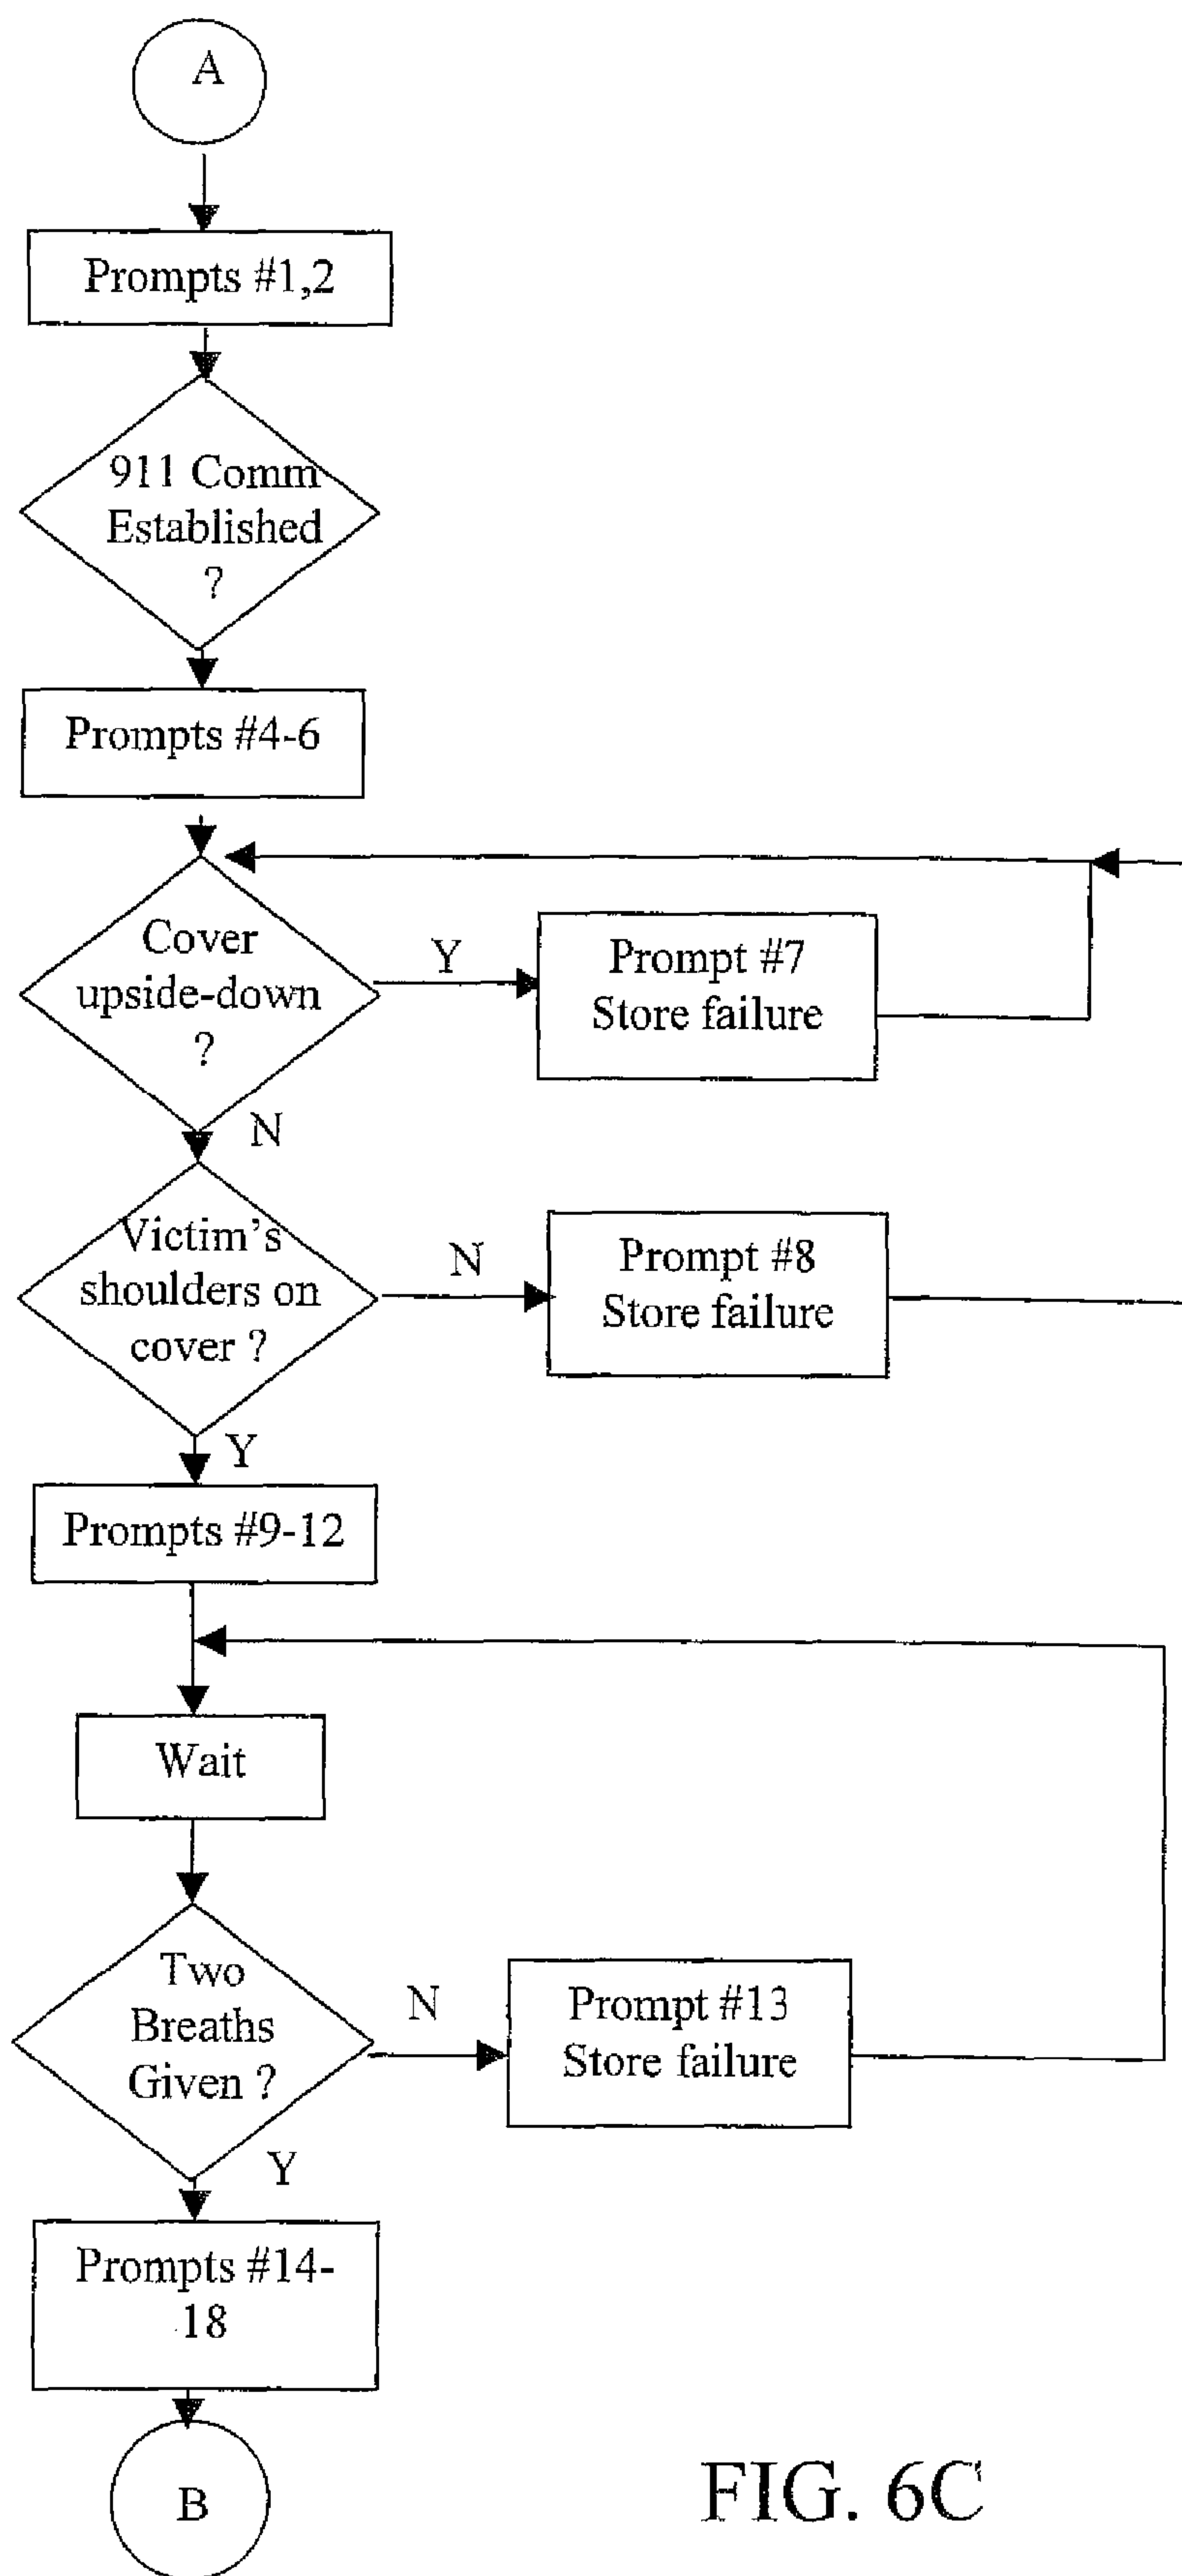 A
Prompts #1,2
911 Comm
Established
?
Prompts #4-6
Cover
upside-down
?
Y
Prompt #7
Store failure
N
Victim's
shoulders on
cover ?
N
Prompt #8
Store failure
Y
Prompts #9-12
Wait
Two
Breaths
Given ?
N
Prompt #13
Store failure
Y
Prompts #14-
18
B
FIG. 6C